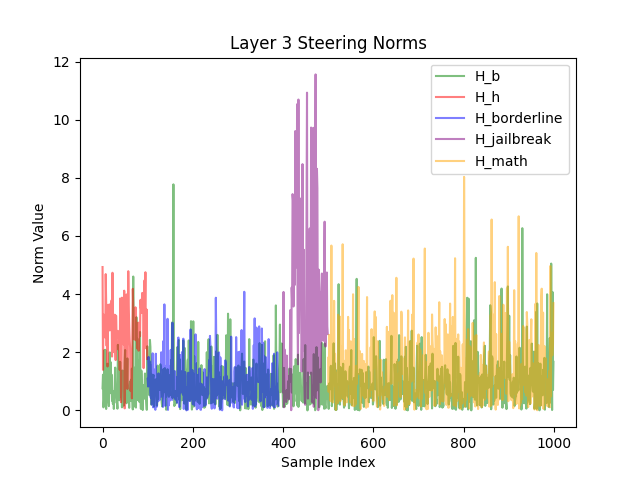 Layer 3 Steering Norms
12
10
8
6
4
2
0
Norm Value
H_b
H_h
H_borderline
H_jailbreak
H_math
0
200
400
600
800
1000
Sample Index